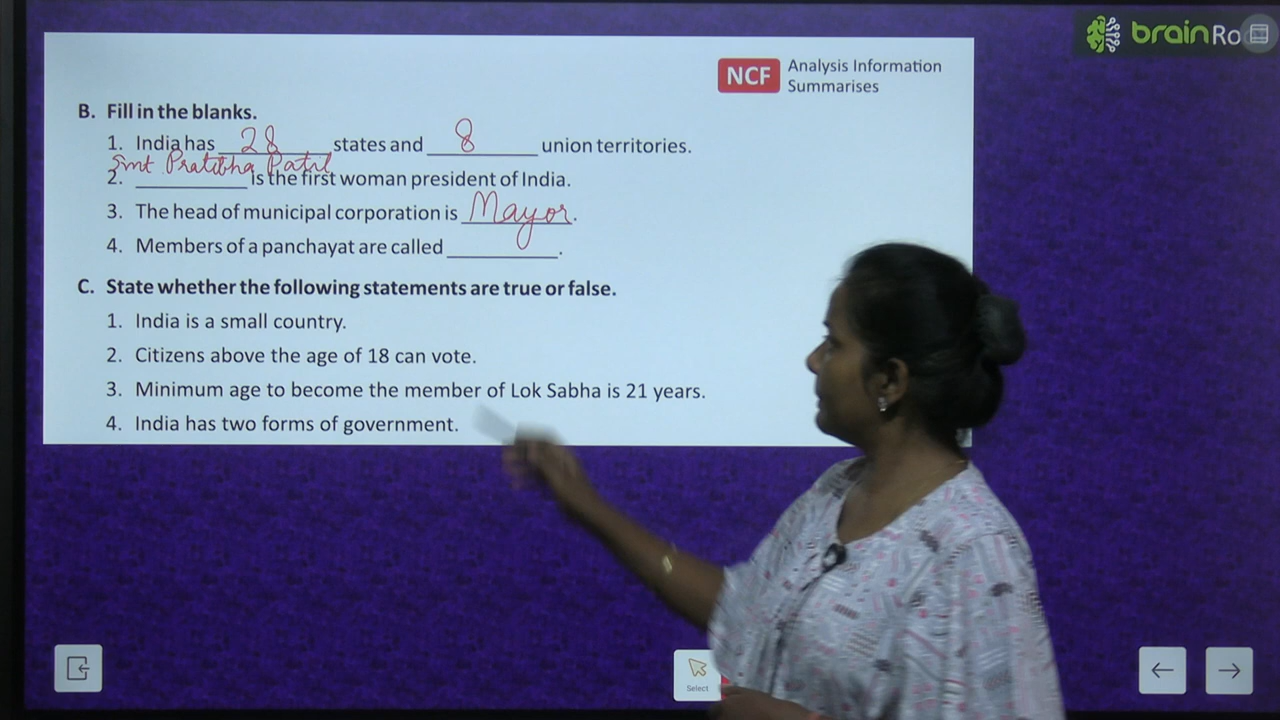 brainRo
NCF Analysis Information
Summarises
B. Fill in the blanks.
1. India has 28 states and 8 union territories.
Smt Pratibha Patil
2. ________ is the first woman president of India.
3. The head of municipal corporation is Mayor.
4. Members of a panchayat are called ________.
C. State whether the following statements are true or false.
1. India is a small country.
2. Citizens above the age of 18 can vote.
3. Minimum age to become the member of Lok Sabha is 21 years.
4. India has two forms of government.
Select